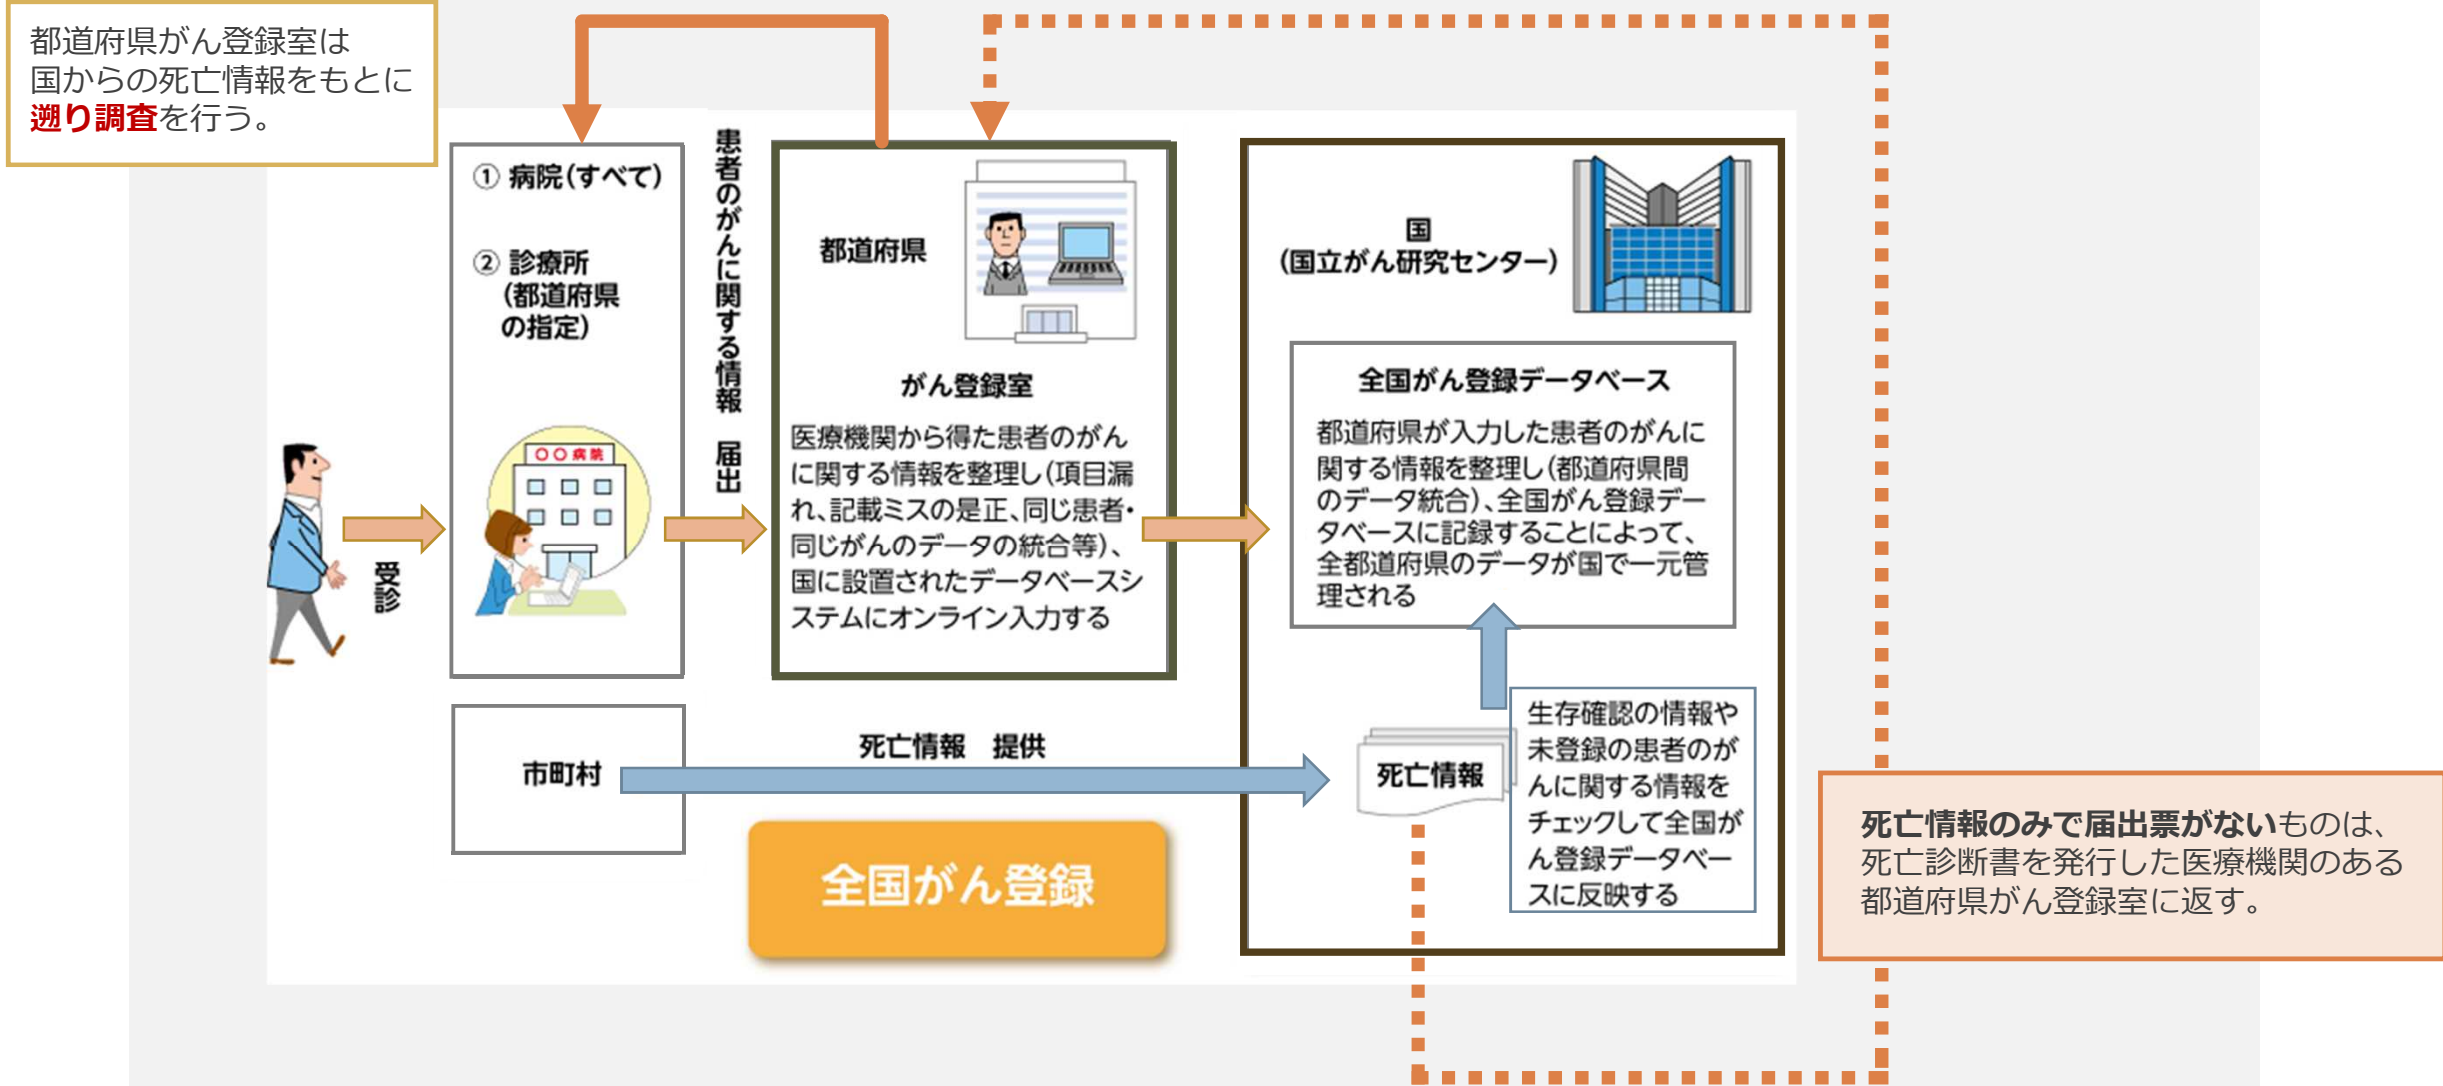 都道府県がん登録室は
国からの死亡情報をもとに
遡り調査を行う。
① 病院（すべて）
② 診療所
（都道府県
の指定）
〇〇病院
受診
患者のがんに関する情報　届出
都道府県
がん登録室
医療機関から得た患者のがん
に関する情報を整理し（項目漏
れ、記載ミスの是正、同じ患者・
同じがんのデータの統合等）、
国に設置されたデータベースシ
ステムにオンライン入力する
国
（国立がん研究センター）
全国がん登録データベース
都道府県が入力した患者のがんに
関する情報を整理し（都道府県間
のデータ統合）、全国がん登録デー
タベースに記録することによって、
全都道府県のデータが国で一元管
理される
市町村
死亡情報　提供
死亡情報
生存確認の情報や
未登録の患者のが
んに関する情報を
チェックして全国が
ん登録データベー
スに反映する
全国がん登録
死亡情報のみで届出票がないものは、
死亡診断書を発行した医療機関のある
都道府県がん登録室に返す。